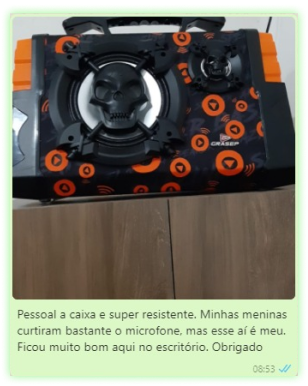 GRASEP
Pessoal a caixa e super resistente. Minhas meninas
curtiram bastante o microfone, mas esse aí é meu.
Ficou muito bom aqui no escritório. Obrigado
08:53